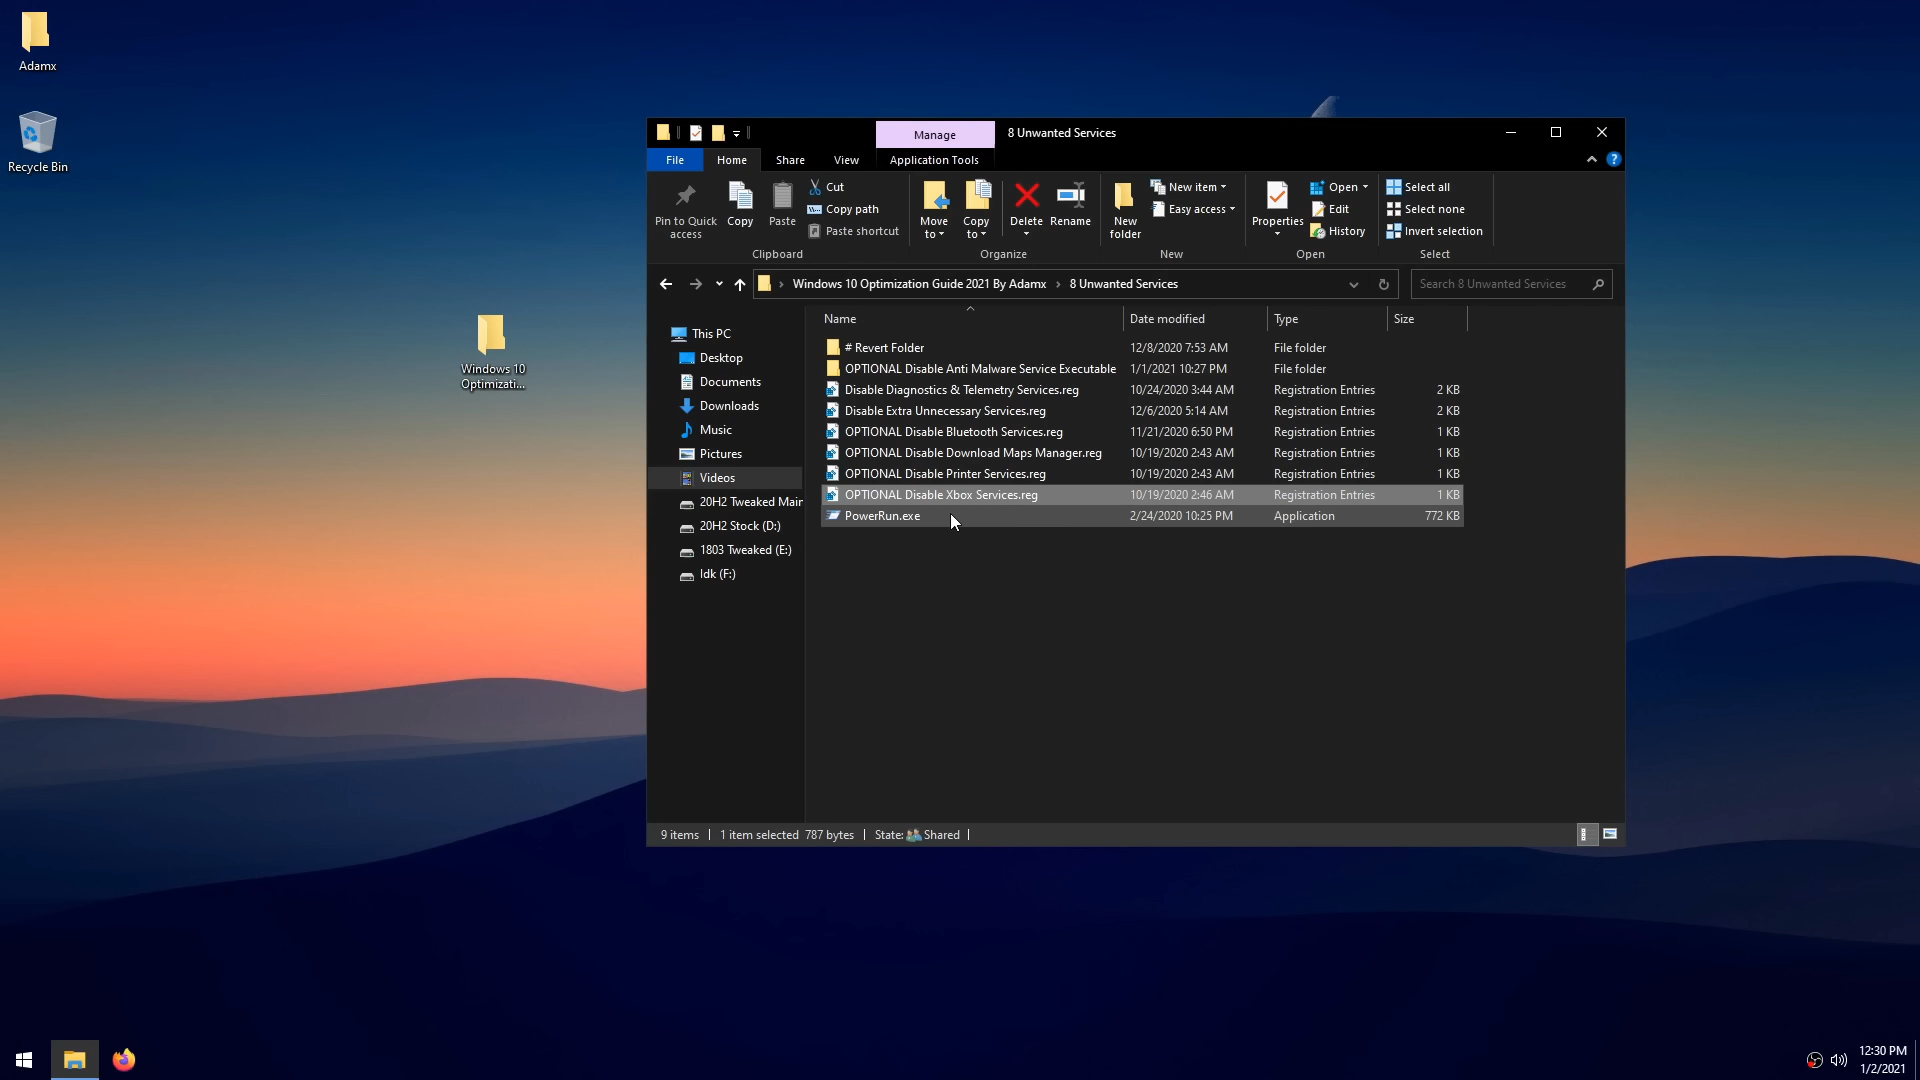 Adamx
Recycle Bin
Windows 10
Optimizati...
Manage
8 Unwanted Services
File
Home
Share
View
Application Tools
Pin to Quick
access
Copy
Paste
Cut
Copy path
Paste shortcut
Clipboard
Move
to
Copy
to
Delete
Rename
Organize
New
folder
New item
Easy access
New
Properties
Open
Edit
History
Open
Select all
Select none
Invert selection
Select
Windows 10 Optimization Guide 2021 By Adamx › 8 Unwanted Services
Search 8 Unwanted Services
This PC
Desktop
Documents
Downloads
Music
Pictures
Videos
20H2 Tweaked Mair
20H2 Stock (D:)
1803 Tweaked (E:)
Idk (F:)
Name Date modified Type Size
# Revert Folder 12/8/2020 7:53 AM File folder
OPTIONAL Disable Anti Malware Service Executable 1/1/2021 10:27 PM File folder
Disable Diagnostics & Telemetry Services.reg 10/24/2020 3:44 AM Registration Entries 2 KB
Disable Extra Unnecessary Services.reg 12/6/2020 5:14 AM Registration Entries 2 KB
OPTIONAL Disable Bluetooth Services.reg 11/21/2020 6:50 PM Registration Entries 1 KB
OPTIONAL Disable Download Maps Manager.reg 10/19/2020 2:43 AM Registration Entries 1 KB
OPTIONAL Disable Printer Services.reg 10/19/2020 2:43 AM Registration Entries 1 KB
OPTIONAL Disable Xbox Services.reg 10/19/2020 2:46 AM Registration Entries 1 KB
PowerRun.exe 2/24/2020 10:25 PM Application 772 KB
9 items 1 item selected 787 bytes State: Shared
12:30 PM
1/2/2021